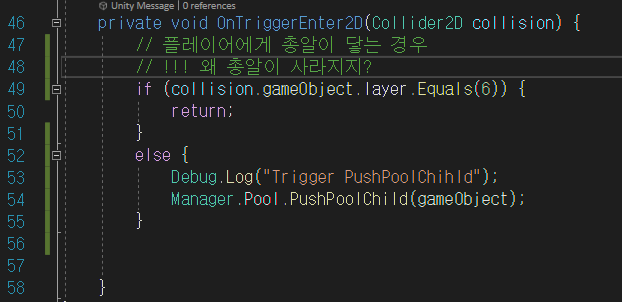 Unity Message | 0 references
46 private void OnTriggerEnter2D(Collider2D collision) {
47 // 플레이어에게 총알이 닿는 경우
48 // !!! 왜 총알이 사라지지?
49 if (collision.gameObject.layer.Equals(6)) {
50 return;
51 }
52 else {
53 Debug.Log("Trigger PushPoolChihld");
54 Manager.Pool.PushPoolChild(gameObject);
55 }
56
57
58 }